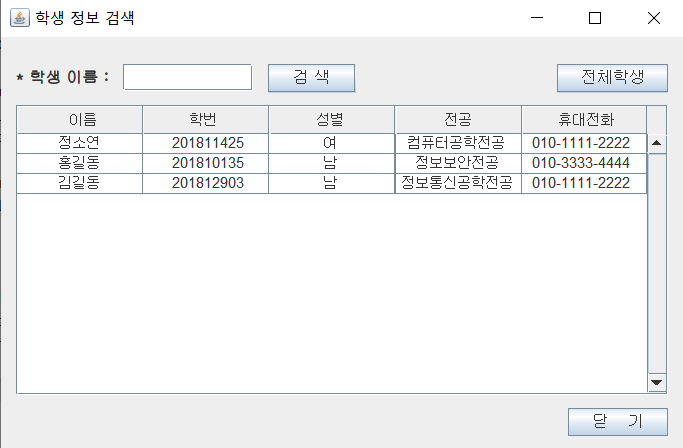 학생 정보 검색
* 학생 이름 : 검 색 전체학생
이름 학번 성별 전공 휴대전화
정소연 201811425 여 컴퓨터공학전공 010-1111-2222
홍길동 201810135 남 정보보안전공 010-3333-4444
김길동 201812903 남 정보통신공학전공 010-1111-2222
닫 기